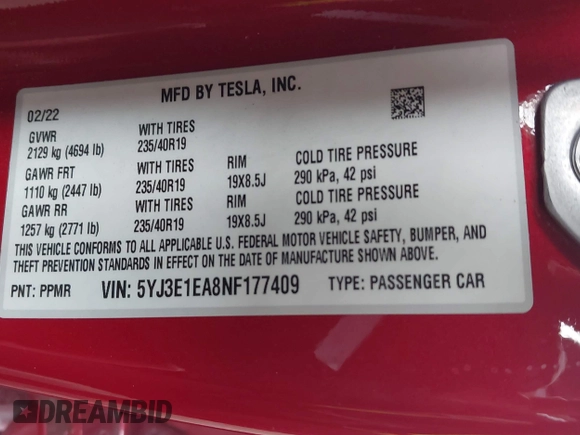 MFD BY TESLA, INC.
02/22
GVWR WITH TIRES
2129 kg (4694 lb) 235/40R19
GAWR FRT WITH TIRES RIM COLD TIRE PRESSURE
1110 kg (2447 lb) 235/40R19 19X8.5J 290 kPa, 42 psi
GAWR RR WITH TIRES RIM COLD TIRE PRESSURE
1257 kg (2771 lb) 235/40R19 19X8.5J 290 kPa, 42 psi
THIS VEHICLE CONFORMS TO ALL APPLICABLE U.S. FEDERAL MOTOR VEHICLE SAFETY, BUMPER, AND
THEFT PREVENTION STANDARDS IN EFFECT ON THE DATE OF MANUFACTURE SHOWN ABOVE.
PNT: PPMR VIN: 5YJ3E1EA8NF177409 TYPE: PASSENGER CAR
DREAMBID